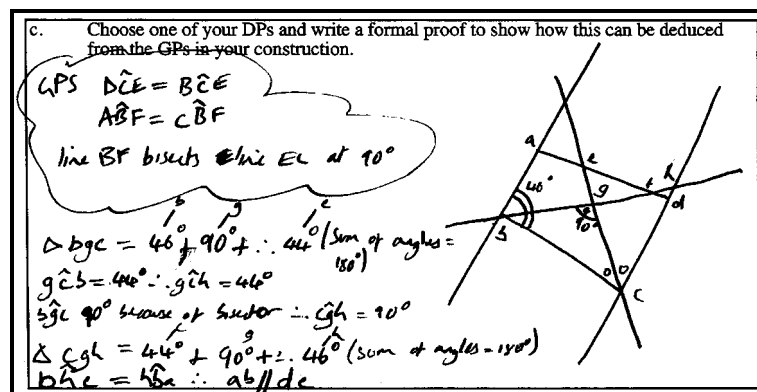 c. Choose one of your DPs and write a formal proof to show how this can be deduced
from the GPs in your construction.
GPS DĈE = BĈE
AB̂F = CB̂F
line BF bisects line EC at 90°
b g c
△ bgc = 46° + 90° + ∴ 44° (sum of angles = 180°)
gĉb = 44° ∴ gĉh = 44°
bĝc 90° because of bisector ∴ cĝh = 90°
c g h
△ cgh = 44° + 90° + ∴ 46° (sum of angles = 180°)
bĥc = hb̂a ∴ ab // dc
a
e
46°
f
h
d
g
b
90°
o o
c